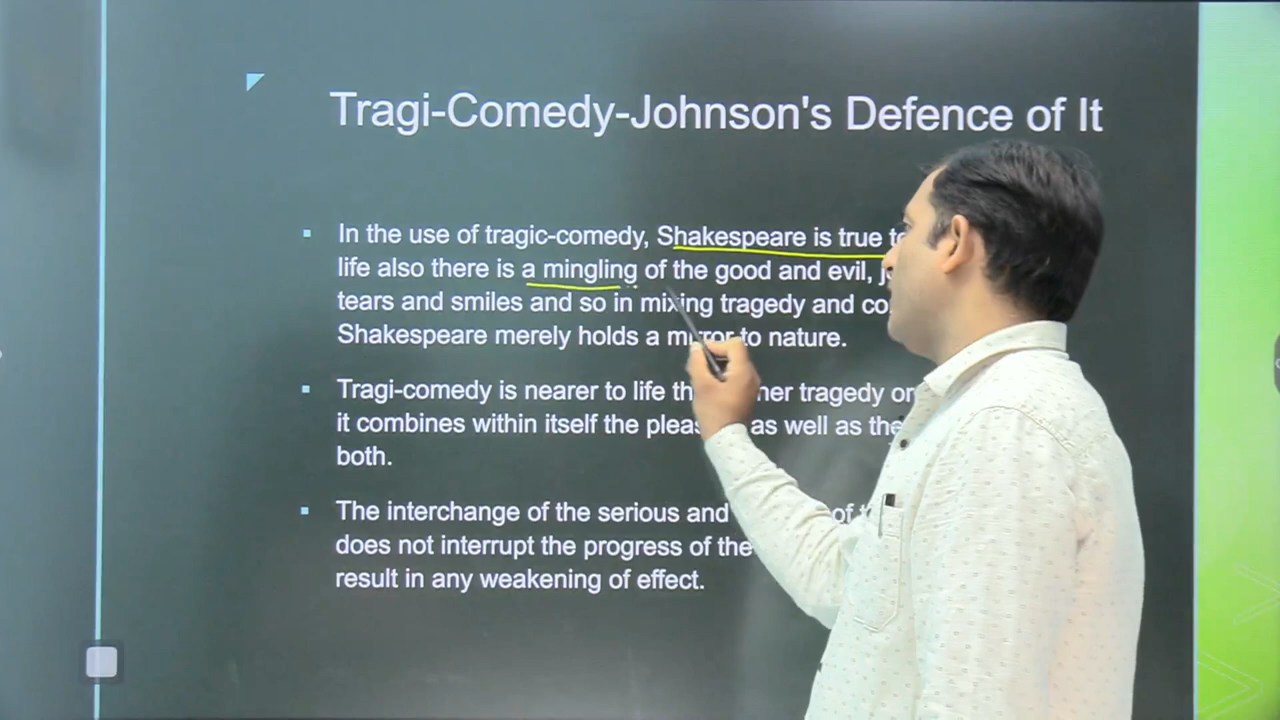 Tragi-Comedy-Johnson's Defence of It
In the use of tragic-comedy, Shakespeare is true
life also there is a mingling of the good and evil,
tears and smiles and so in mixing tragedy and
Shakespeare merely holds a mirror to nature.
Tragi-comedy is nearer to life tragedy
it combines within itself the as well as
both.
The interchange of the serious and of
does not interrupt the progress of the
result in any weakening of effect.